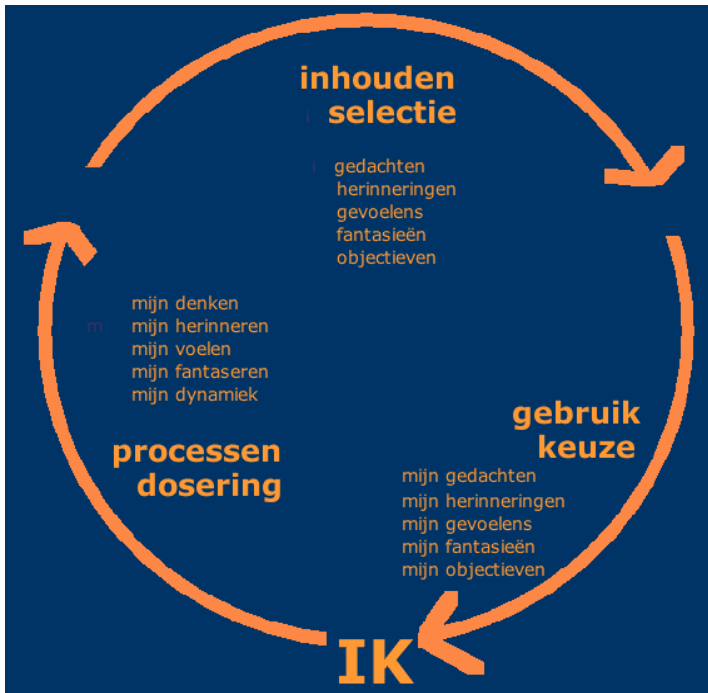 inhouden
selectie
gedachten
herinneringen
gevoelens
fantasieën
objectieven
mijn denken
mijn herinneren
mijn voelen
mijn fantaseren
mijn dynamiek
processen
dosering
gebruik
keuze
mijn gedachten
mijn herinneringen
mijn gevoelens
mijn fantasieën
mijn objectieven
IK